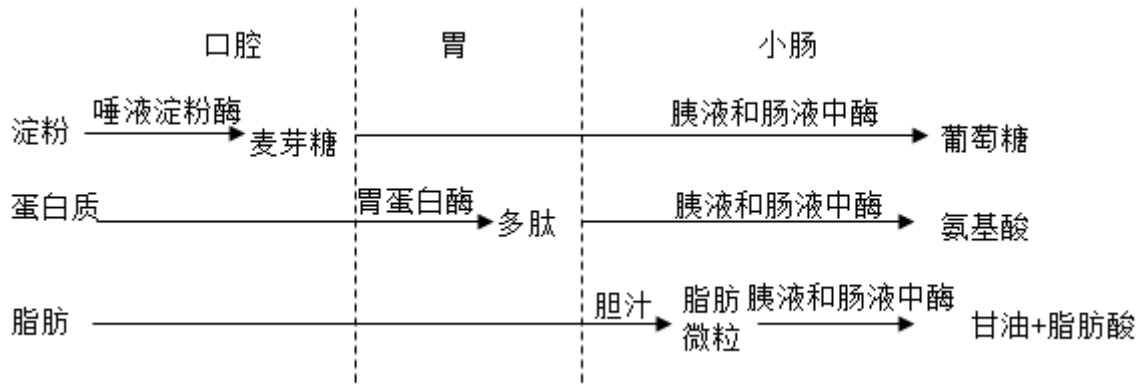 口腔 胃 小肠
淀粉 唾液淀粉酶 麦芽糖 胰液和肠液中酶 葡萄糖
蛋白质 胃蛋白酶 多肽 胰液和肠液中酶 氨基酸
脂肪 胆汁 脂肪微粒 胰液和肠液中酶 甘油+脂肪酸